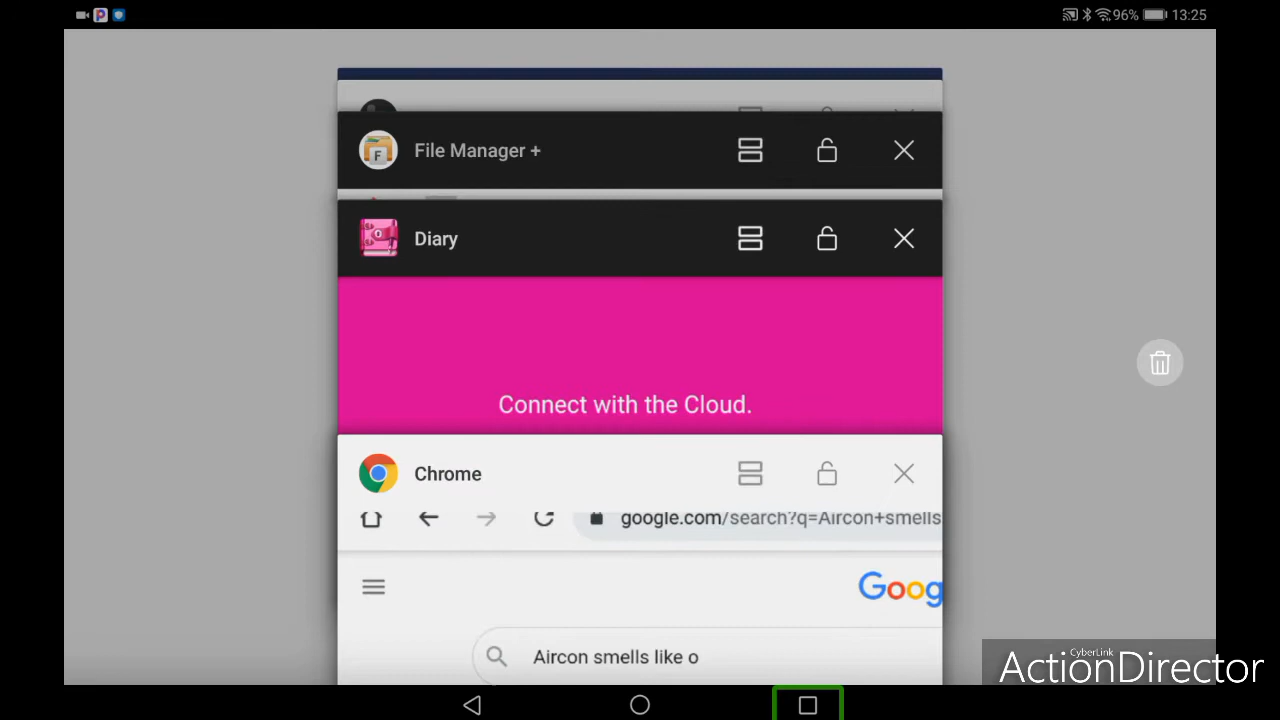 96% 13:25
File Manager +
Diary
Connect with the Cloud.
Chrome
google.com/search?q=Aircon+smells
Goog
Aircon smells like o
CyberLink
ActionDirector